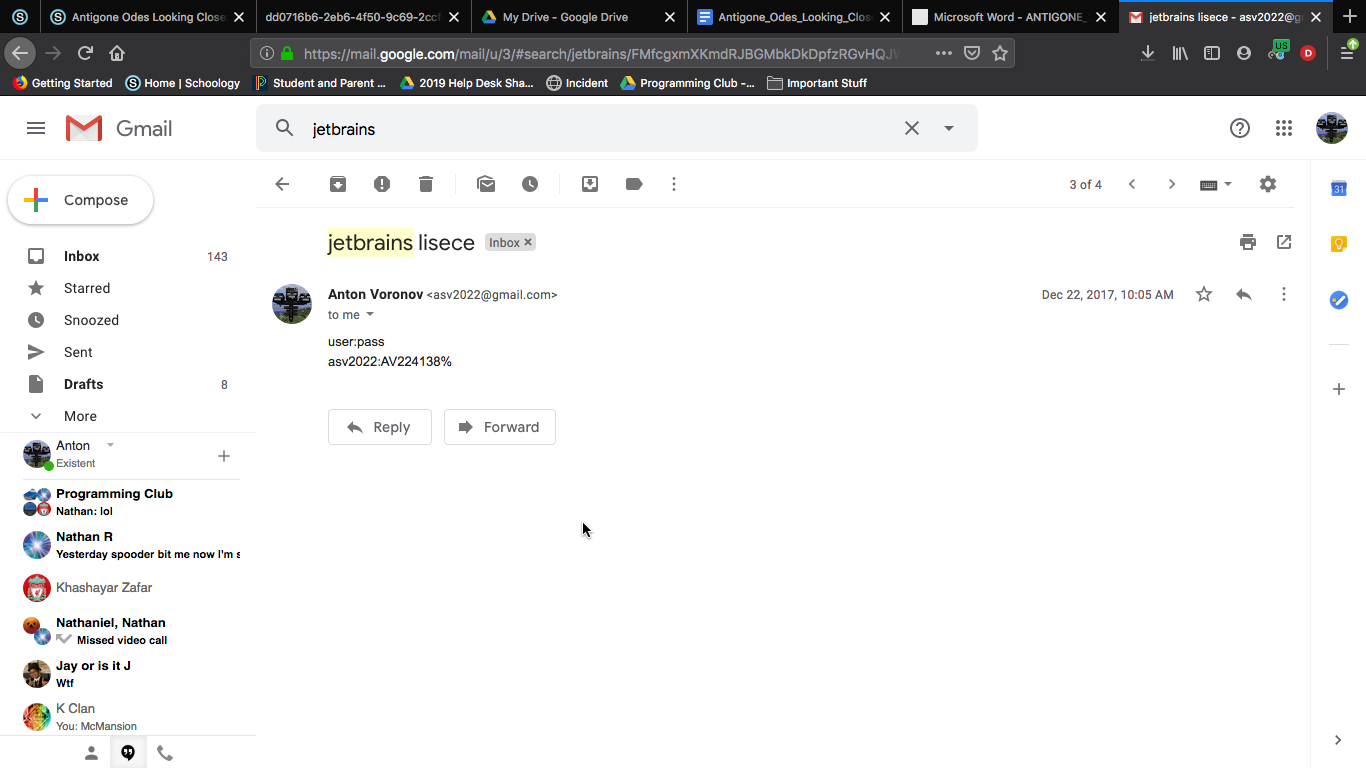 Antigone Odes Looking Close
dd0716b6-2eb6-4f50-9c69-2ccf
My Drive - Google Drive
Antigone_Odes_Looking_Clos
Microsoft Word - ANTIGONE_
jetbrains lisece - asv2022@g
https://mail.google.com/mail/u/3/#search/jetbrains/FMfcgxmXKmdRJBGMbkDkDpfzRGvHQJV
US
D
Getting Started
Home | Schoology
Student and Parent ...
2019 Help Desk Sha...
Incident
Programming Club -...
Important Stuff
Gmail
jetbrains
Compose
3 of 4
31
jetbrains lisece
Inbox ×
Inbox 143
Starred
Snoozed
Sent
Drafts 8
More
Anton Voronov <asv2022@gmail.com>
Dec 22, 2017, 10:05 AM
to me
user:pass
asv2022:AV224138%
Reply
Forward
Anton
Existent
Programming Club
Nathan: lol
Nathan R
Yesterday spooder bit me now I'm s
Khashayar Zafar
Nathaniel, Nathan
Missed video call
Jay or is it J
Wtf
K Clan
You: McMansion